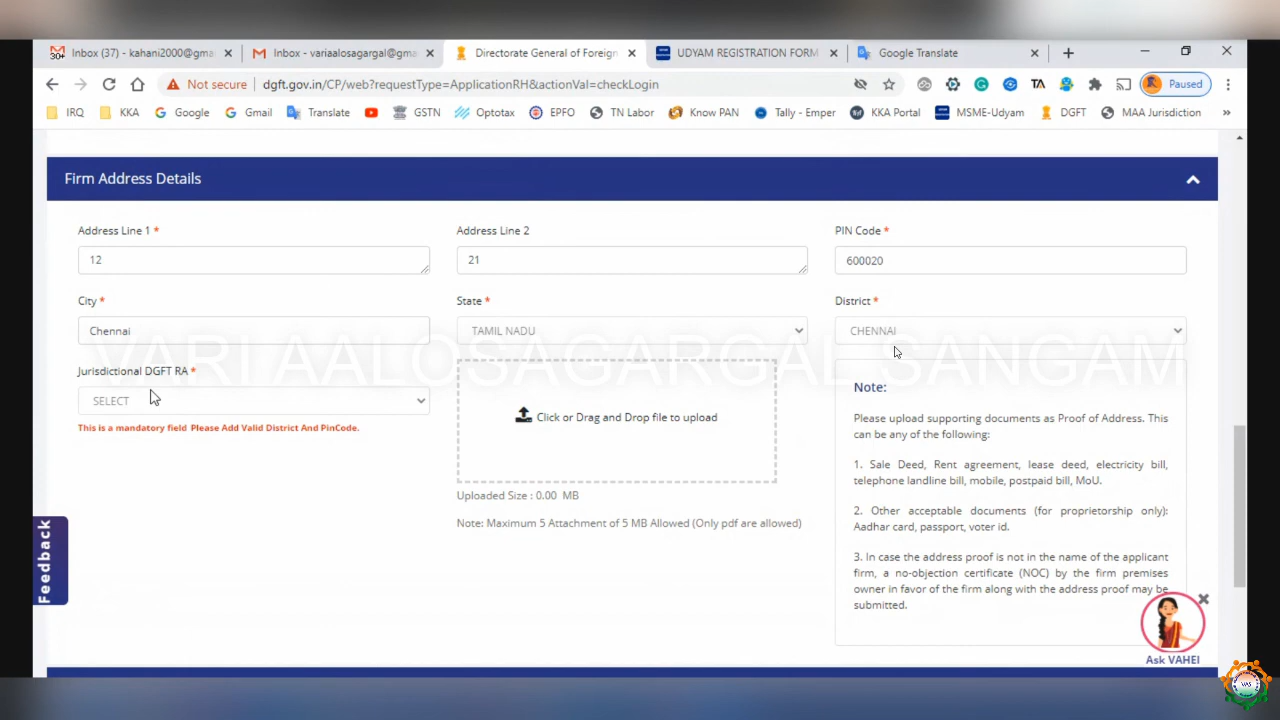 Inbox (37) - kahani2000@gma
Inbox - variaalosagargal@gma
Directorate General of Foreign
UDYAM REGISTRATION FORM
Google Translate
30+
Not secure
dgft.gov.in/CP/web?requestType=ApplicationRH&actionVal=checkLogin
TA
Paused
IRQ
KKA
Google
Gmail
Translate
GSTN
Optotax
EPFO
TN Labor
Know PAN
Tally - Emper
KKA Portal
MSME-Udyam
DGFT
MAA Jurisdiction
»
Firm Address Details
Address Line 1 *
Address Line 2
PIN Code *
12
21
600020
City *
State *
District *
Chennai
TAMIL NADU
CHENNAI
VARI AALOSAGARGAL SANGAM
Jurisdictional DGFT RA *
SELECT
This is a mandatory field Please Add Valid District And PinCode.
Click or Drag and Drop file to upload
Uploaded Size : 0.00 MB
Note: Maximum 5 Attachment of 5 MB Allowed (Only pdf are allowed)
Note:
Please upload supporting documents as Proof of Address. This
can be any of the following:
1. Sale Deed, Rent agreement, lease deed, electricity bill,
telephone landline bill, mobile, postpaid bill, MoU.
2. Other acceptable documents (for proprietorship only):
Aadhar card, passport, voter id.
3. In case the address proof is not in the name of the applicant
firm, a no-objection certificate (NOC) by the firm premises
owner in favor of the firm along with the address proof may be
submitted.
Feedback
Ask VAHEI
VAS